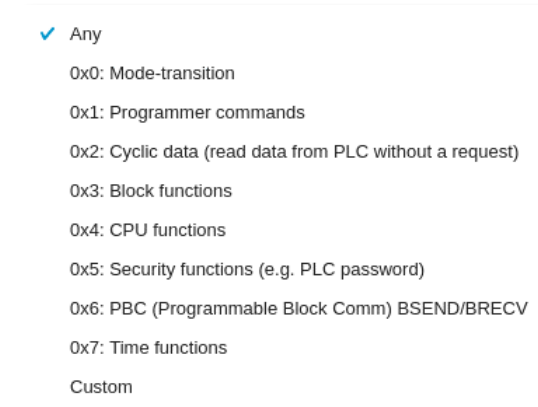 Any
0x0: Mode-transition
0x1: Programmer commands
0x2: Cyclic data (read data from PLC without a request)
0x3: Block functions
0x4: CPU functions
0x5: Security functions (e.g. PLC password)
0x6: PBC (Programmable Block Comm) BSEND/BRECV
0x7: Time functions
Custom